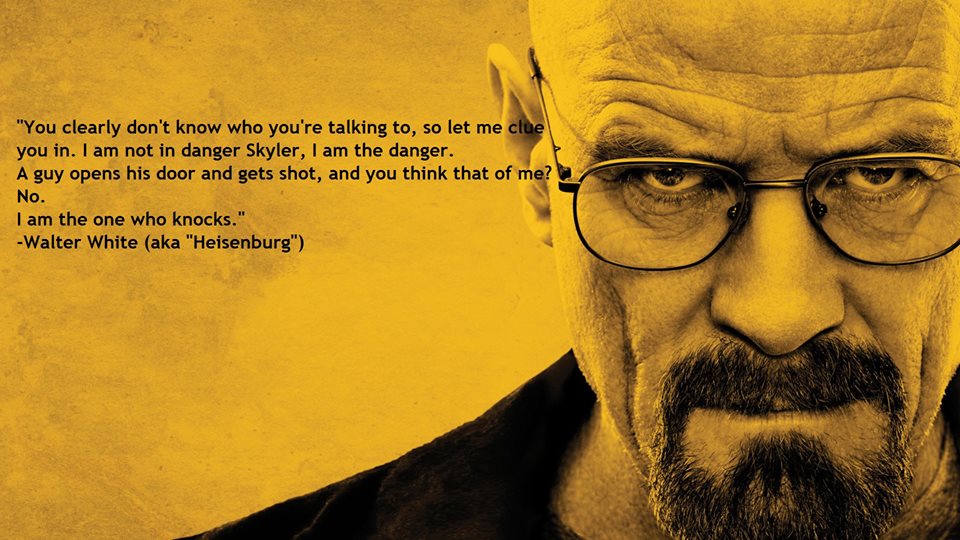 "You clearly don't know who you're talking to, so let me clue
you in. I am not in danger Skyler, I am the danger.
A guy opens his door and gets shot, and you think that of me?
No.
I am the one who knocks."
-Walter White (aka "Heisenburg")